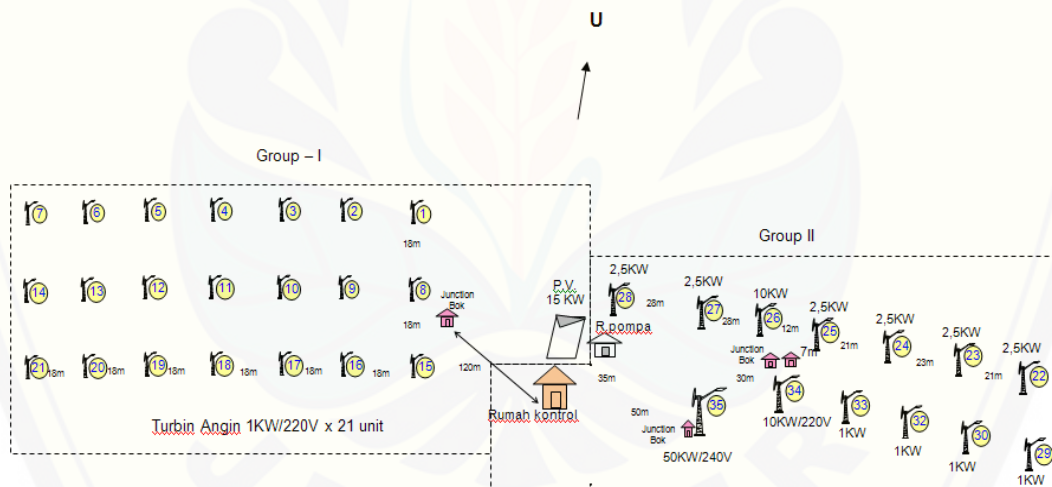 U
Group – I
7
6
5
4
3
2
1
18m
14
13
12
11
10
9
8
Junction
Bok
18m
21
18m
20
18m
19
18m
18
18m
17
18m
16
18m
15
120m
Turbin Angin 1KW/220V x 21 unit
P.V.
15 KW
R.pompa
Rumah kontrol
Group II
2,5KW
28
28m
2,5KW
27
28m
10KW
26
12m
2,5KW
25
21m
2,5KW
24
23m
2,5KW
23
21m
2,5KW
22
Junction
Bok
7m
35m
30m
50m
35
Junction
Bok
50KW/240V
34
10KW/220V
33
1KW
32
1KW
30
1KW
29
1KW